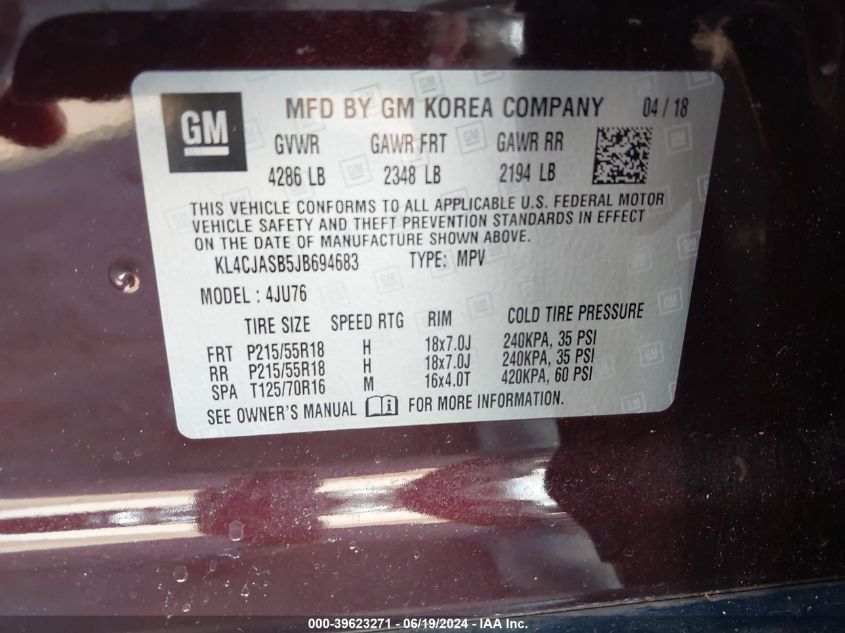 GM MFD BY GM KOREA COMPANY 04 / 18
GVWR GAWR FRT GAWR RR
4286 LB 2348 LB 2194 LB
THIS VEHICLE CONFORMS TO ALL APPLICABLE U.S. FEDERAL MOTOR
VEHICLE SAFETY AND THEFT PREVENTION STANDARDS IN EFFECT
ON THE DATE OF MANUFACTURE SHOWN ABOVE.
KL4CJASB5JB694683 TYPE: MPV
MODEL : 4JU76
TIRE SIZE SPEED RTG RIM COLD TIRE PRESSURE
FRT P215/55R18 H 18x7.0J 240KPA, 35 PSI
RR P215/55R18 H 18x7.0J 240KPA, 35 PSI
SPA T125/70R16 M 16x4.0T 420KPA, 60 PSI
SEE OWNER'S MANUAL FOR MORE INFORMATION.
000-39623271 - 06/19/2024 - IAA Inc.